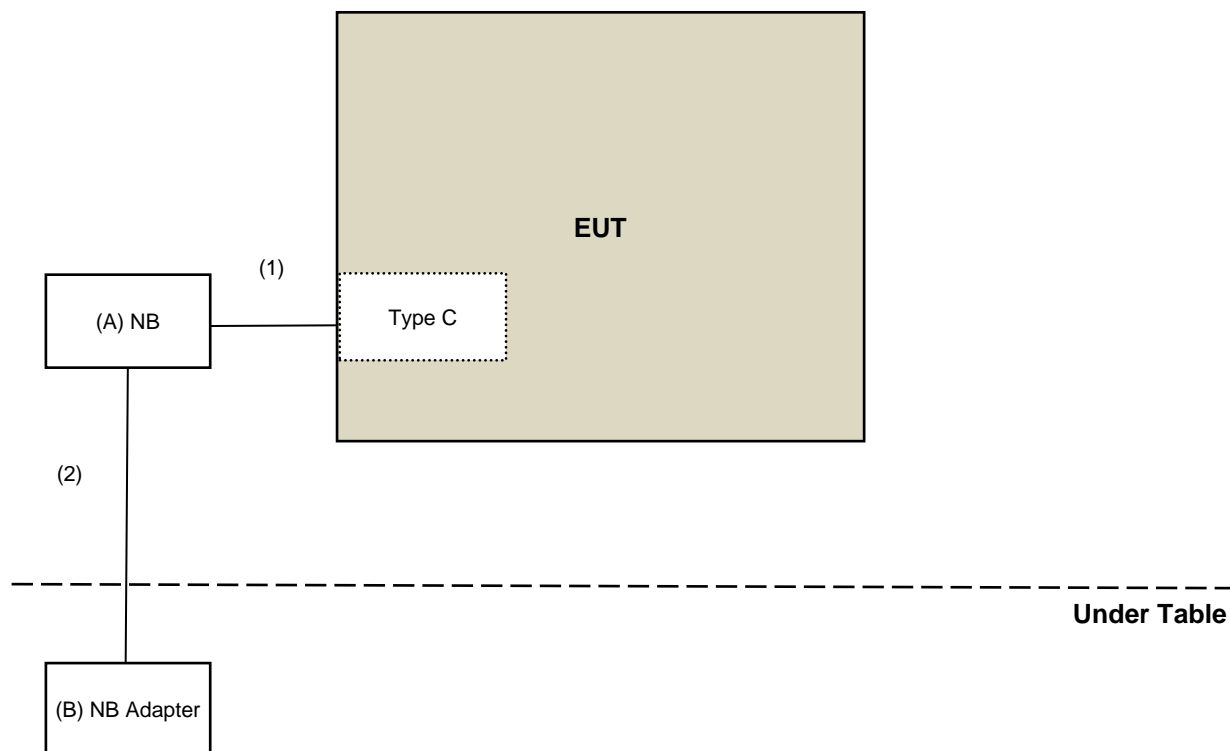 EUT
(1)
(A) NB
Type C
(2)
Under Table
(B) NB Adapter